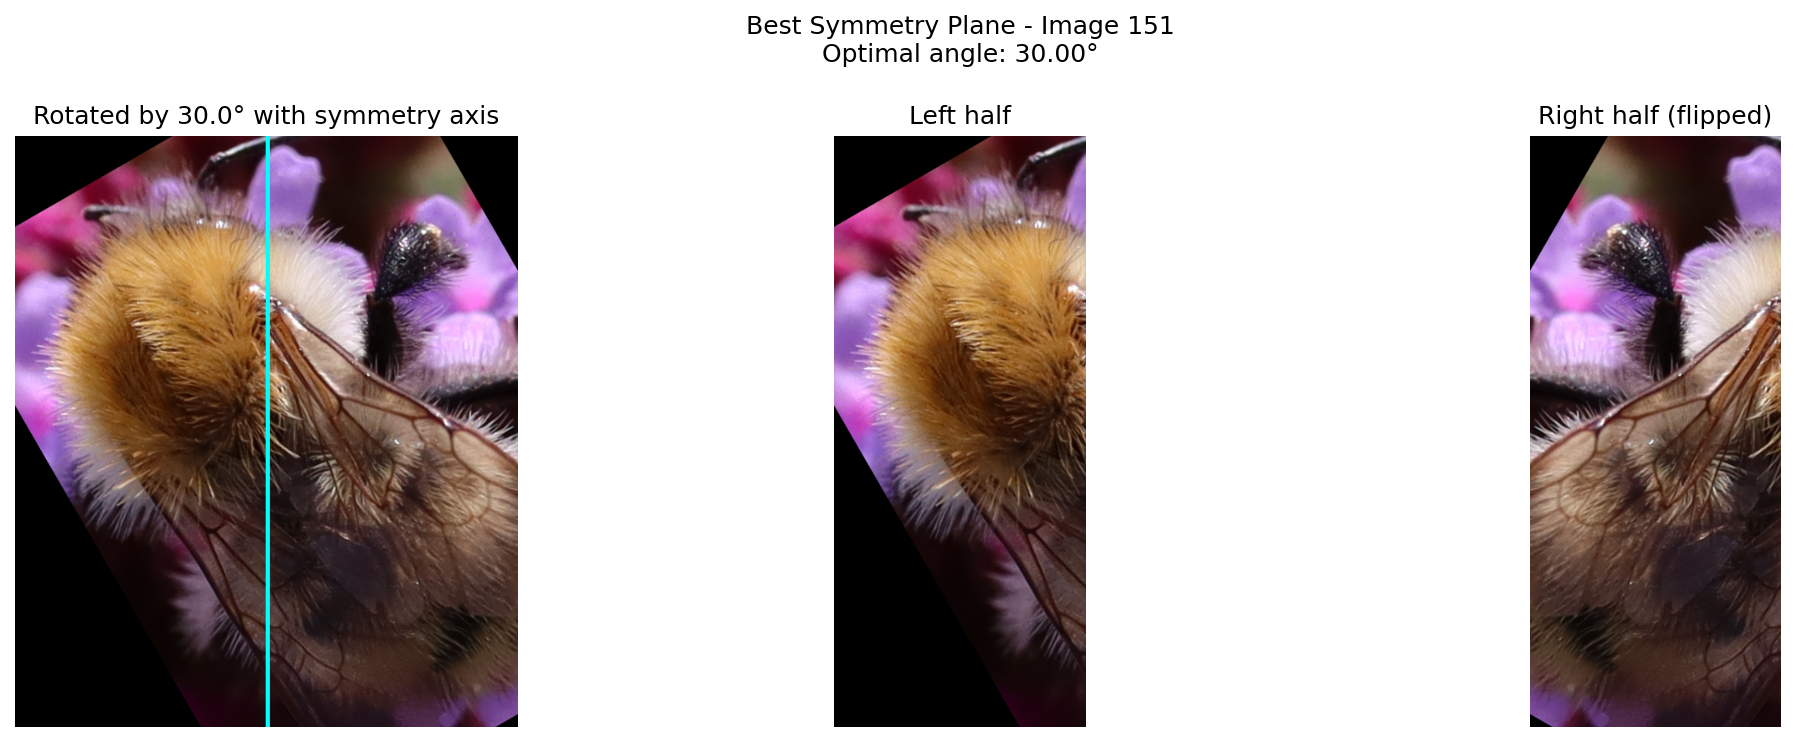 Best Symmetry Plane - Image 151
Optimal angle: 30.00°
Rotated by 30.0° with symmetry axis
Left half
Right half (flipped)